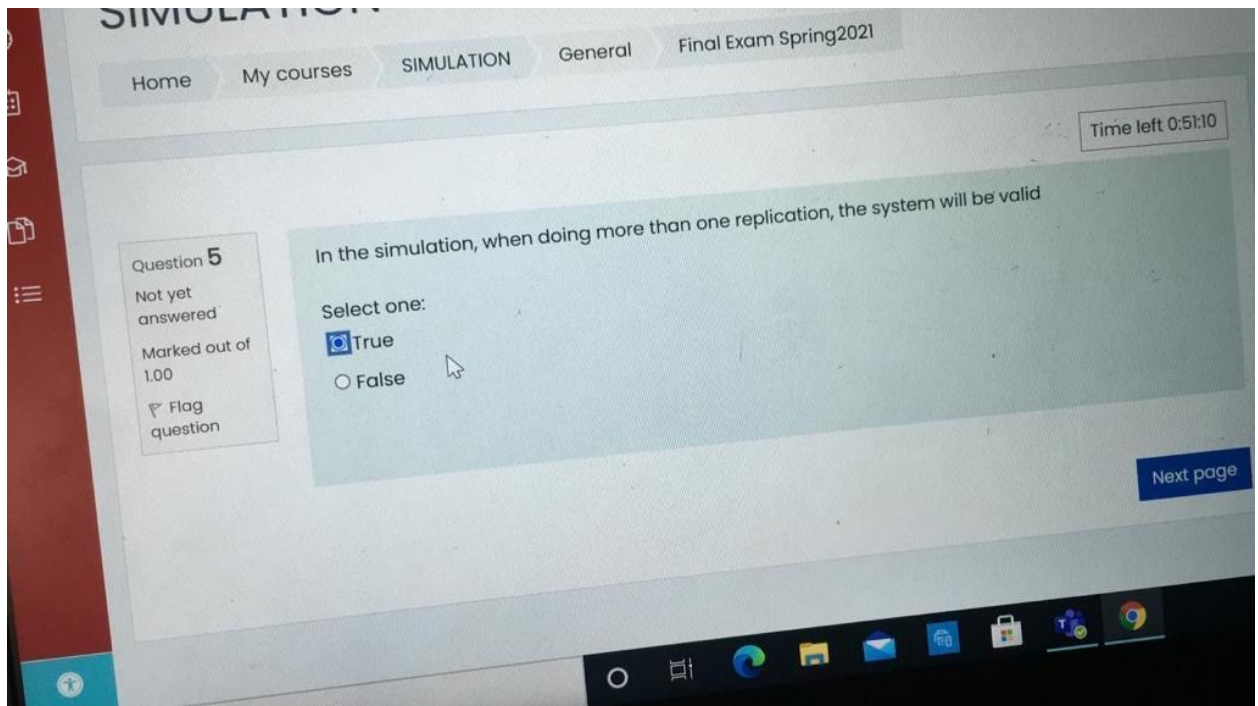 SIMULATION
Home My courses SIMULATION General Final Exam Spring2021
Time left 0:51:10
Question 5
Not yet
answered
Marked out of
1.00
Flag
question
In the simulation, when doing more than one replication, the system will be valid
Select one:
True
False
Next page